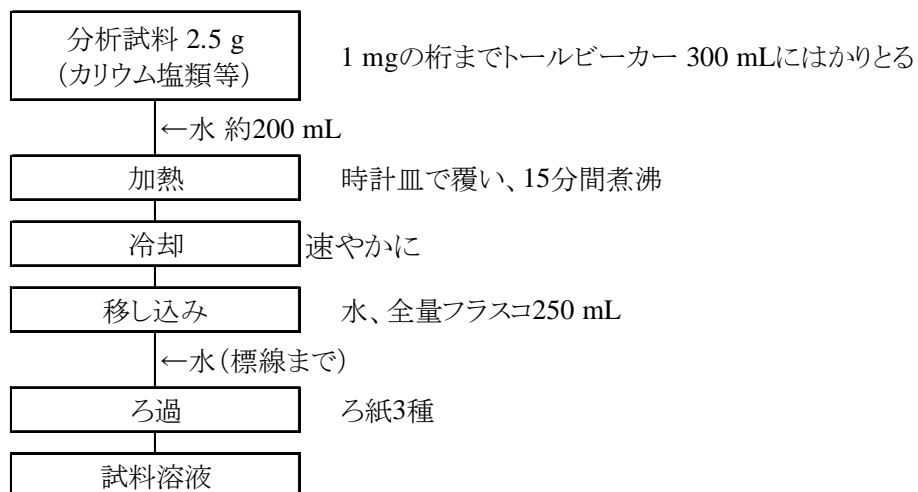 分析試料 2.5 g
（カリウム塩類等）
1 mgの桁までトールビーカー 300 mLにはかりとる
←水 約200 mL
加熱
時計皿で覆い、15分間煮沸
冷却
速やかに
移し込み
水、全量フラスコ250 mL
←水（標線まで）
ろ過
ろ紙3種
試料溶液